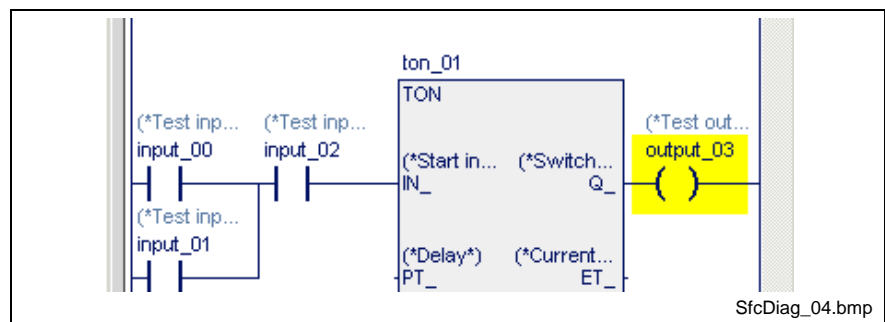 ton_01
TON
(*Test inp...
(*Test inp...
(*Test out...
input_00
input_02
output_03
(*Start in...
(*Switch...
IN_
Q_
(*Test inp...
input_01
(*Delay*)
(*Current...
PT_
ET_
SfcDiag_04.bmp